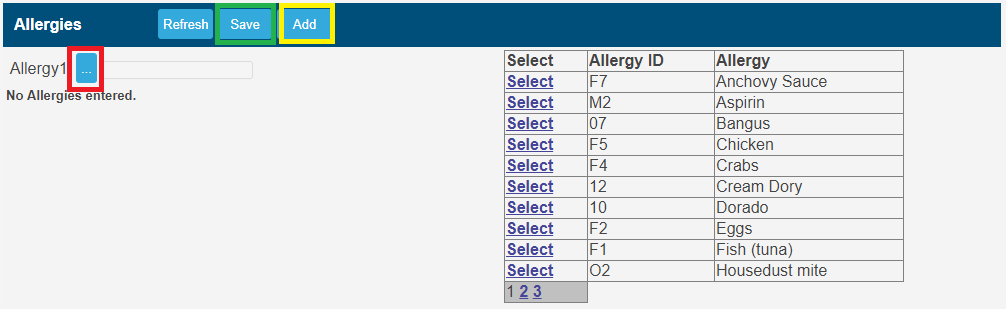 Allergies Refresh Save Add
Allergy1 ...
No Allergies entered.
Select Allergy ID Allergy
Select F7 Anchovy Sauce
Select M2 Aspirin
Select 07 Bangus
Select F5 Chicken
Select F4 Crabs
Select 12 Cream Dory
Select 10 Dorado
Select F2 Eggs
Select F1 Fish (tuna)
Select O2 Housedust mite
1 2 3